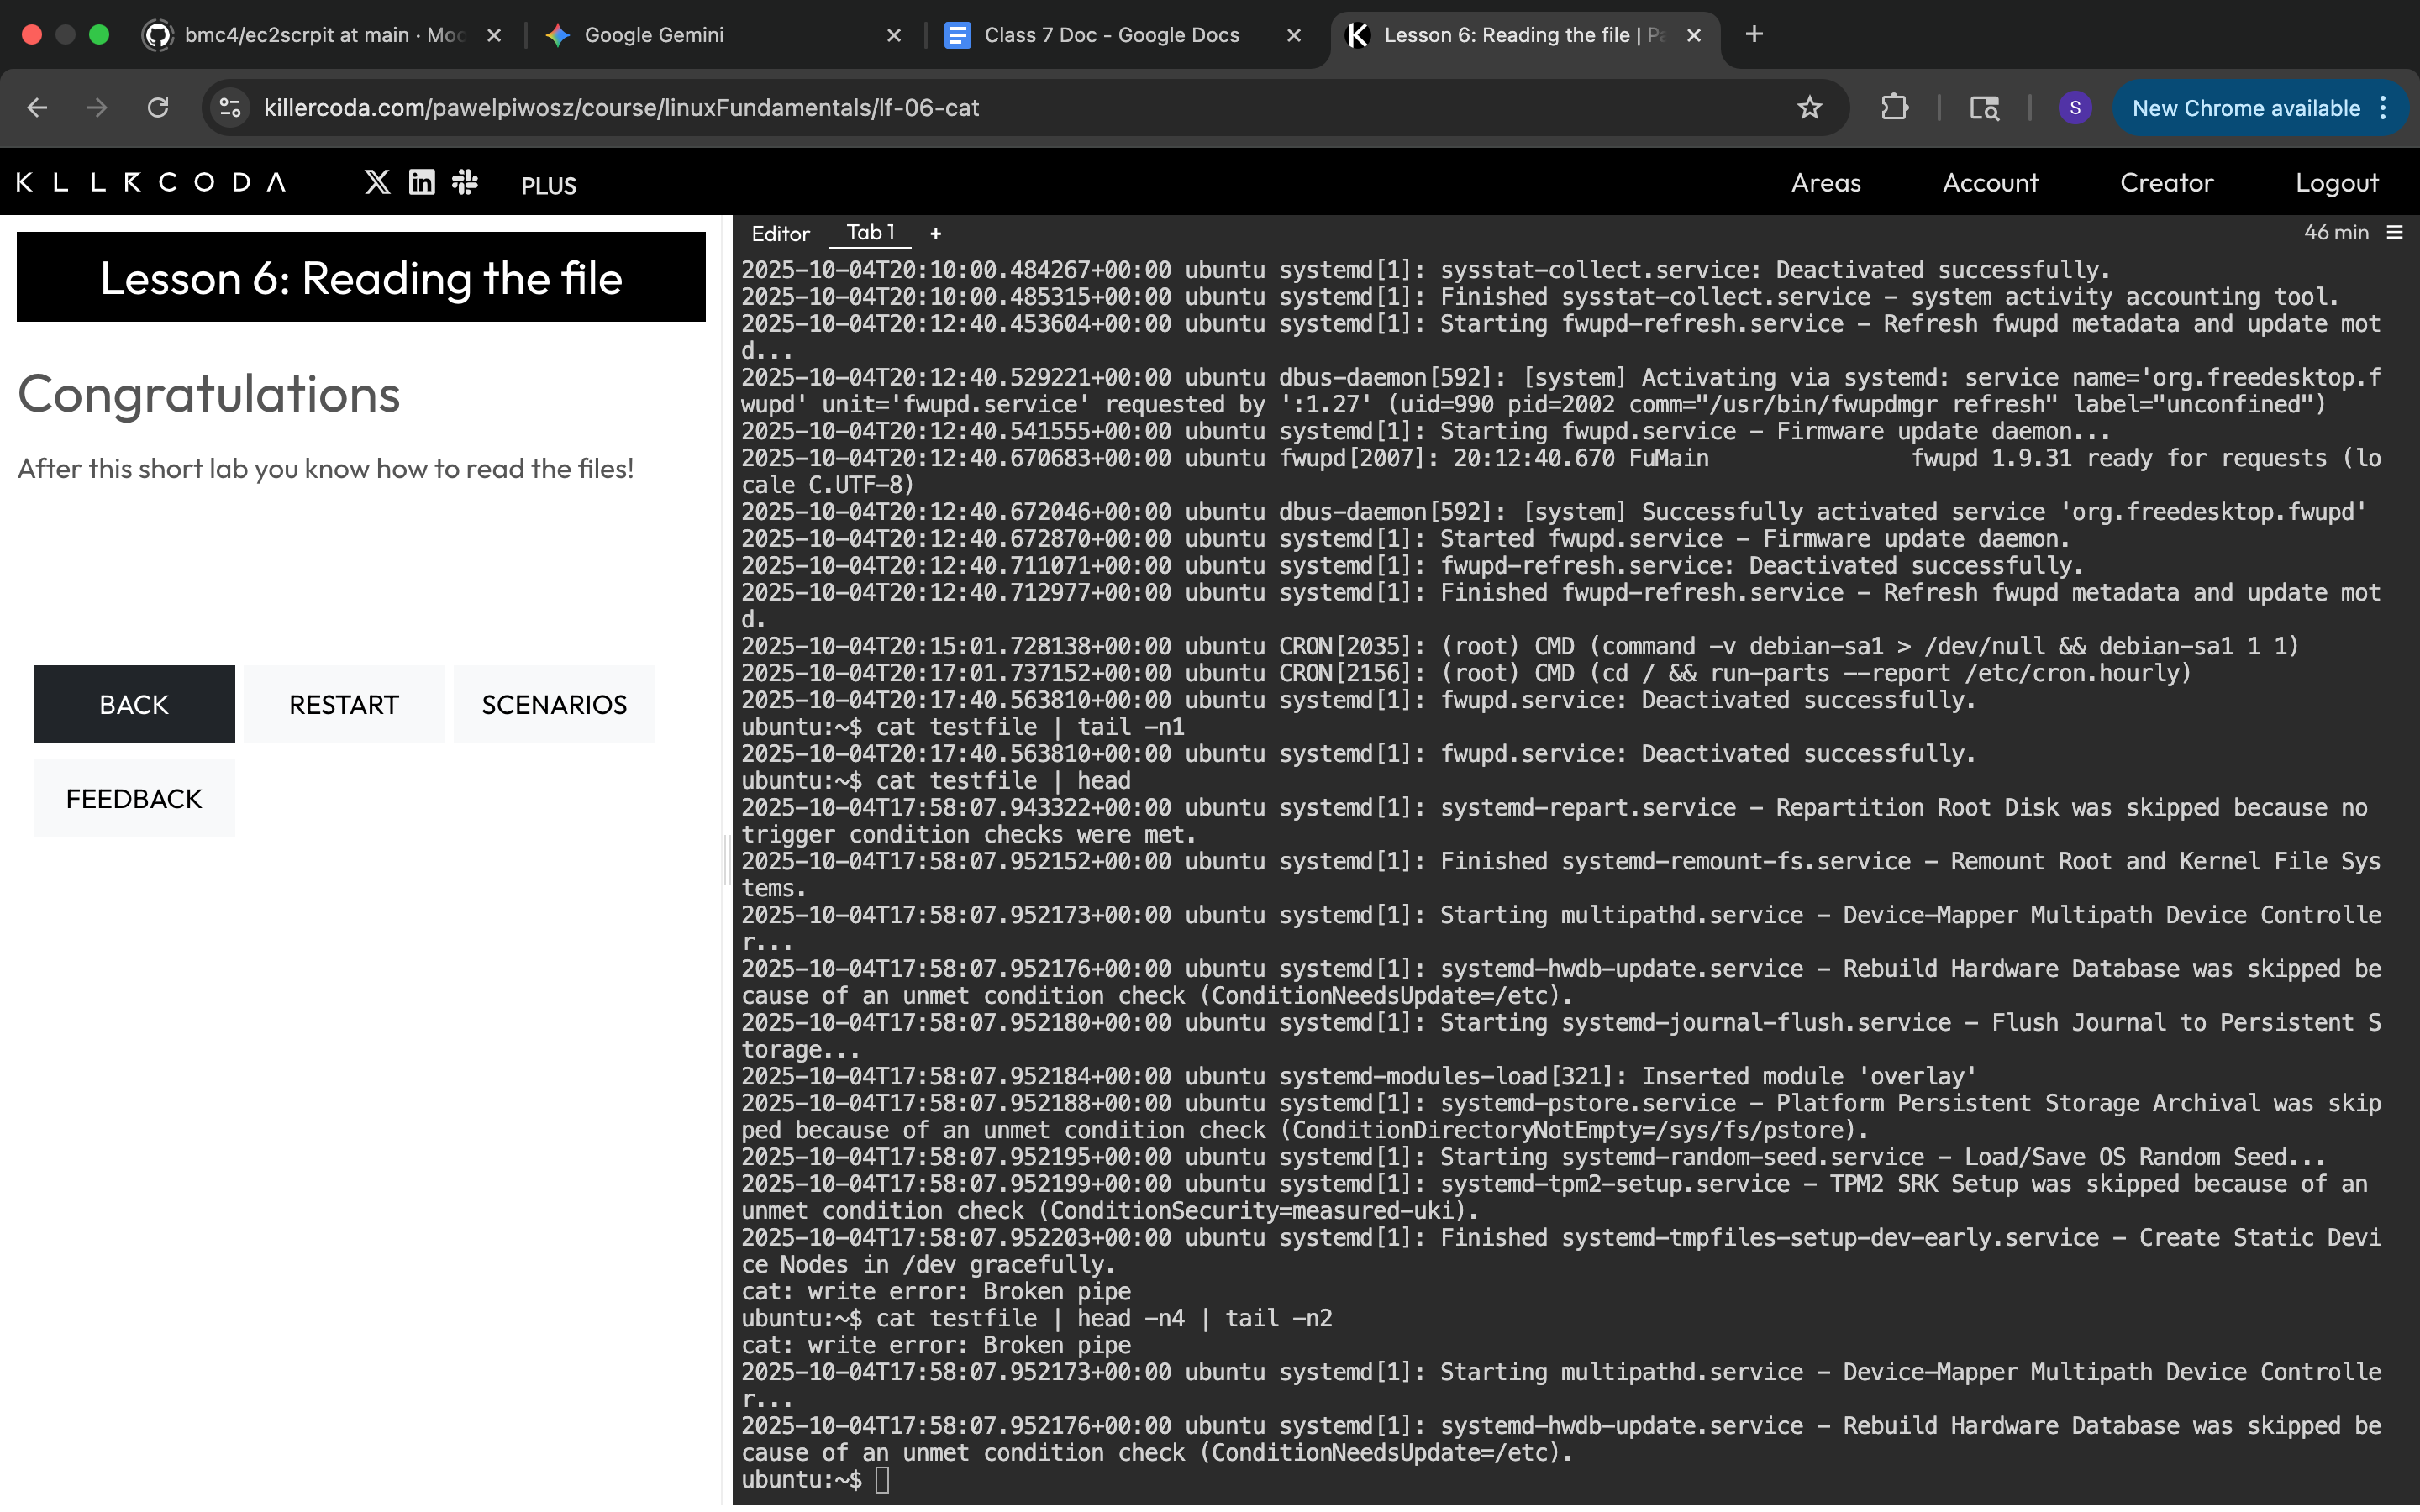 bmc4/ec2scrpit at main · Moc
Google Gemini
Class 7 Doc - Google Docs
Lesson 6: Reading the file | Pa
killercoda.com/pawelpiwosz/course/linuxFundamentals/lf-06-cat
S
New Chrome available
KLLRCODA
PLUS
Areas
Account
Creator
Logout
Lesson 6: Reading the file
Congratulations
After this short lab you know how to read the files!
BACK
RESTART
SCENARIOS
FEEDBACK
Editor
Tab 1
+
46 min
2025-10-04T20:10:00.484267+00:00 ubuntu systemd[1]: sysstat-collect.service: Deactivated successfully.
2025-10-04T20:10:00.485315+00:00 ubuntu systemd[1]: Finished sysstat-collect.service - system activity accounting tool.
2025-10-04T20:12:40.453604+00:00 ubuntu systemd[1]: Starting fwupd-refresh.service - Refresh fwupd metadata and update mot
d...
2025-10-04T20:12:40.529221+00:00 ubuntu dbus-daemon[592]: [system] Activating via systemd: service name='org.freedesktop.f
wupd' unit='fwupd.service' requested by ':1.27' (uid=990 pid=2002 comm="/usr/bin/fwupdmgr refresh" label="unconfined")
2025-10-04T20:12:40.541555+00:00 ubuntu systemd[1]: Starting fwupd.service - Firmware update daemon...
2025-10-04T20:12:40.670683+00:00 ubuntu fwupd[2007]: 20:12:40.670 FuMain               fwupd 1.9.31 ready for requests (lo
cale C.UTF-8)
2025-10-04T20:12:40.672046+00:00 ubuntu dbus-daemon[592]: [system] Successfully activated service 'org.freedesktop.fwupd'
2025-10-04T20:12:40.672870+00:00 ubuntu systemd[1]: Started fwupd.service - Firmware update daemon.
2025-10-04T20:12:40.711071+00:00 ubuntu systemd[1]: fwupd-refresh.service: Deactivated successfully.
2025-10-04T20:12:40.712977+00:00 ubuntu systemd[1]: Finished fwupd-refresh.service - Refresh fwupd metadata and update mot
d.
2025-10-04T20:15:01.728138+00:00 ubuntu CRON[2035]: (root) CMD (command -v debian-sa1 > /dev/null && debian-sa1 1 1)
2025-10-04T20:17:01.737152+00:00 ubuntu CRON[2156]: (root) CMD (cd / && run-parts --report /etc/cron.hourly)
2025-10-04T20:17:40.563810+00:00 ubuntu systemd[1]: fwupd.service: Deactivated successfully.
ubuntu:~$ cat testfile | tail -n1
2025-10-04T20:17:40.563810+00:00 ubuntu systemd[1]: fwupd.service: Deactivated successfully.
ubuntu:~$ cat testfile | head
2025-10-04T17:58:07.943322+00:00 ubuntu systemd[1]: systemd-repart.service - Repartition Root Disk was skipped because no
trigger condition checks were met.
2025-10-04T17:58:07.952152+00:00 ubuntu systemd[1]: Finished systemd-remount-fs.service - Remount Root and Kernel File Sys
tems.
2025-10-04T17:58:07.952173+00:00 ubuntu systemd[1]: Starting multipathd.service - Device-Mapper Multipath Device Controlle
r...
2025-10-04T17:58:07.952176+00:00 ubuntu systemd[1]: systemd-hwdb-update.service - Rebuild Hardware Database was skipped be
cause of an unmet condition check (ConditionNeedsUpdate=/etc).
2025-10-04T17:58:07.952180+00:00 ubuntu systemd[1]: Starting systemd-journal-flush.service - Flush Journal to Persistent S
torage...
2025-10-04T17:58:07.952184+00:00 ubuntu systemd-modules-load[321]: Inserted module 'overlay'
2025-10-04T17:58:07.952188+00:00 ubuntu systemd[1]: systemd-pstore.service - Platform Persistent Storage Archival was skip
ped because of an unmet condition check (ConditionDirectoryNotEmpty=/sys/fs/pstore).
2025-10-04T17:58:07.952195+00:00 ubuntu systemd[1]: Starting systemd-random-seed.service - Load/Save OS Random Seed...
2025-10-04T17:58:07.952199+00:00 ubuntu systemd[1]: systemd-tpm2-setup.service - TPM2 SRK Setup was skipped because of an
unmet condition check (ConditionSecurity=measured-uki).
2025-10-04T17:58:07.952203+00:00 ubuntu systemd[1]: Finished systemd-tmpfiles-setup-dev-early.service - Create Static Devi
ce Nodes in /dev gracefully.
cat: write error: Broken pipe
ubuntu:~$ cat testfile | head -n4 | tail -n2
cat: write error: Broken pipe
2025-10-04T17:58:07.952173+00:00 ubuntu systemd[1]: Starting multipathd.service - Device-Mapper Multipath Device Controlle
r...
2025-10-04T17:58:07.952176+00:00 ubuntu systemd[1]: systemd-hwdb-update.service - Rebuild Hardware Database was skipped be
cause of an unmet condition check (ConditionNeedsUpdate=/etc).
ubuntu:~$